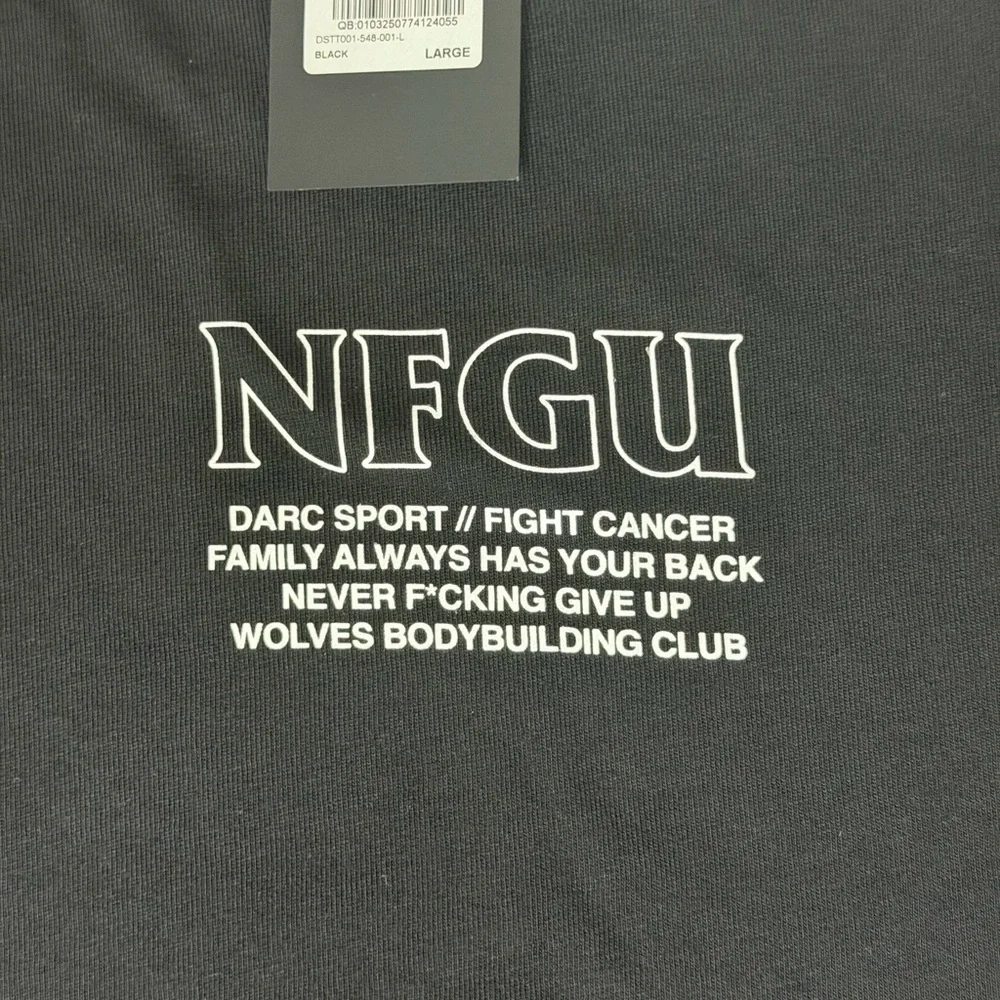 QB:0103250774124055
DSTT001-548-001-L
BLACK LARGE
NFGU
DARC SPORT // FIGHT CANCER
FAMILY ALWAYS HAS YOUR BACK
NEVER F*CKING GIVE UP
WOLVES BODYBUILDING CLUB